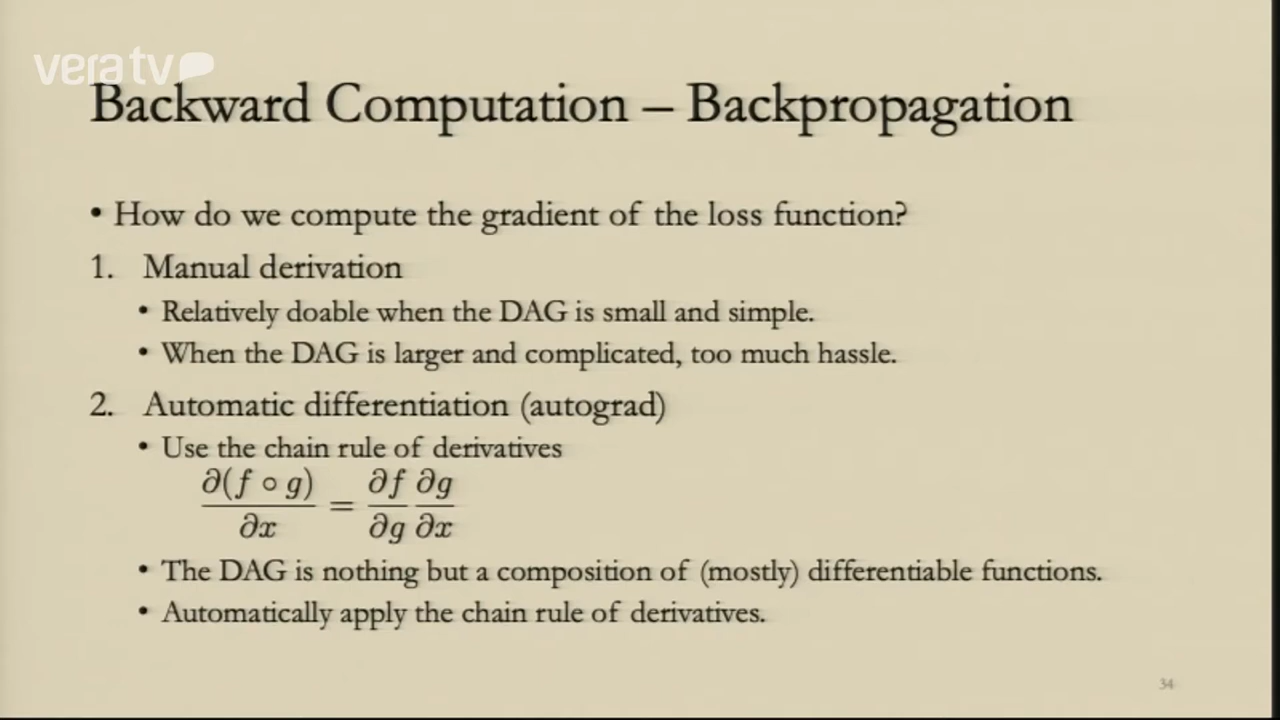 vera tv
Backward Computation – Backpropagation
• How do we compute the gradient of the loss function?
1. Manual derivation
• Relatively doable when the DAG is small and simple.
• When the DAG is larger and complicated, too much hassle.
2. Automatic differentiation (autograd)
• Use the chain rule of derivatives
∂(f ∘ g)/∂x = ∂f/∂g ∂g/∂x
• The DAG is nothing but a composition of (mostly) differentiable functions.
• Automatically apply the chain rule of derivatives.
34